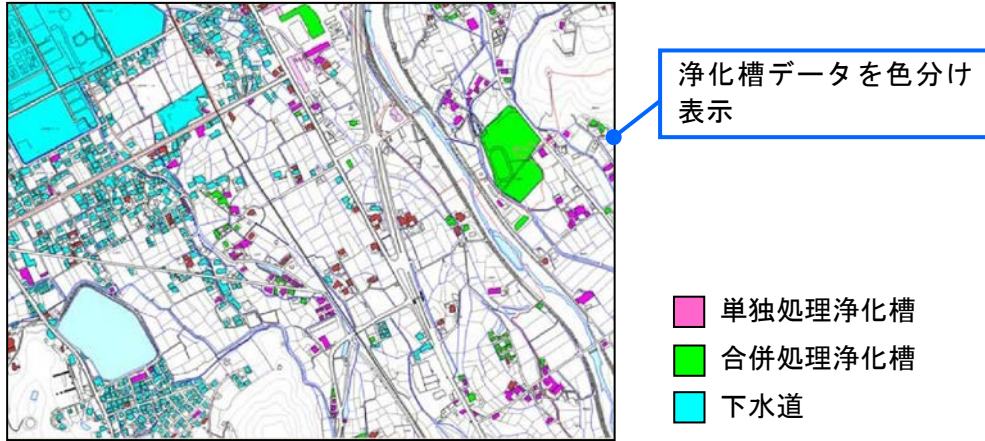 浄化槽データを色分け
表示
単独処理浄化槽
合併処理浄化槽
下水道